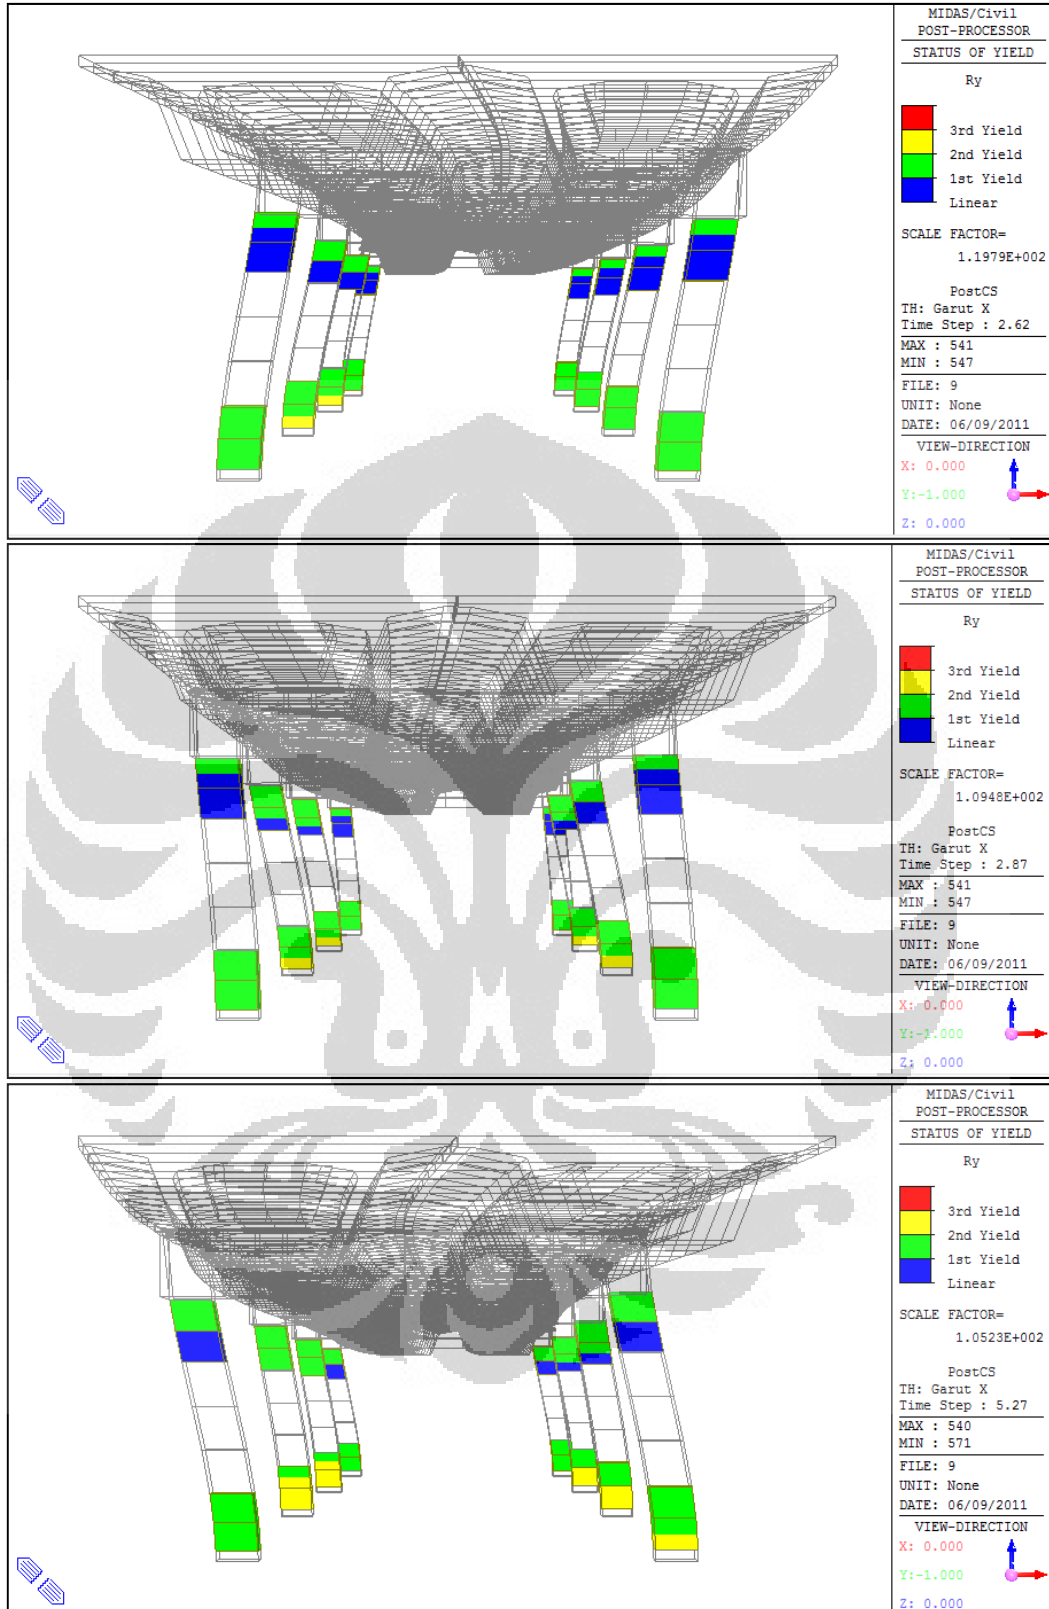 MIDAS/Civil
POST-PROCESSOR
STATUS OF YIELD
Ry
3rd Yield
2nd Yield
1st Yield
Linear
SCALE FACTOR=
1.1979E+002
PostCS
TH: Garut X
Time Step : 2.62
MAX : 541
MIN : 547
FILE: 9
UNIT: None
DATE: 06/09/2011
VIEW-DIRECTION
X: 0.000
Y:-1.000
Z: 0.000
MIDAS/Civil
POST-PROCESSOR
STATUS OF YIELD
Ry
3rd Yield
2nd Yield
1st Yield
Linear
SCALE FACTOR=
1.0948E+002
PostCS
TH: Garut X
Time Step : 2.87
MAX : 541
MIN : 547
FILE: 9
UNIT: None
DATE: 06/09/2011
VIEW-DIRECTION
X: 0.000
Y:-1.000
Z: 0.000
MIDAS/Civil
POST-PROCESSOR
STATUS OF YIELD
Ry
3rd Yield
2nd Yield
1st Yield
Linear
SCALE FACTOR=
1.0523E+002
PostCS
TH: Garut X
Time Step : 5.27
MAX : 540
MIN : 571
FILE: 9
UNIT: None
DATE: 06/09/2011
VIEW-DIRECTION
X: 0.000
Y:-1.000
Z: 0.000